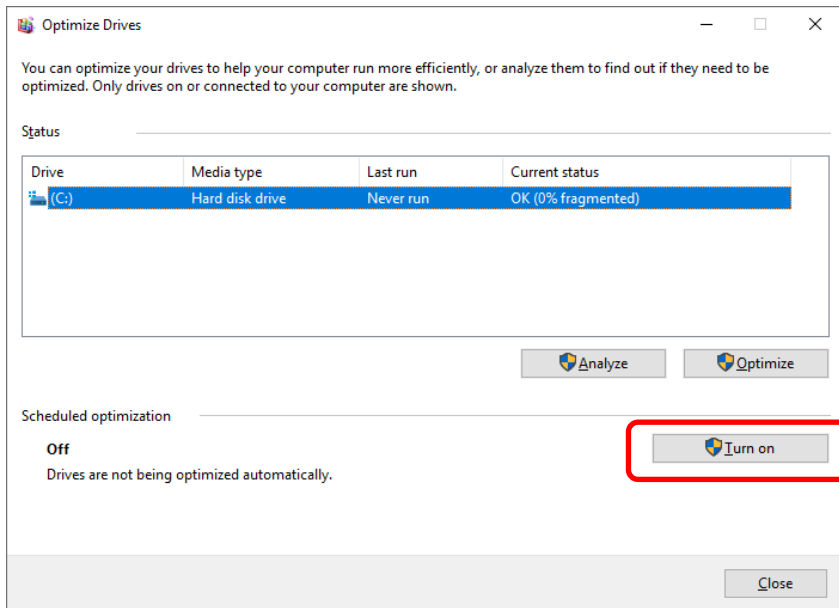 Optimize Drives
You can optimize your drives to help your computer run more efficiently, or analyze them to find out if they need to be
optimized. Only drives on or connected to your computer are shown.
Status
Drive Media type Last run Current status
(C:) Hard disk drive Never run OK (0% fragmented)
Analyze Optimize
Scheduled optimization
Off
Turn on
Drives are not being optimized automatically.
Close